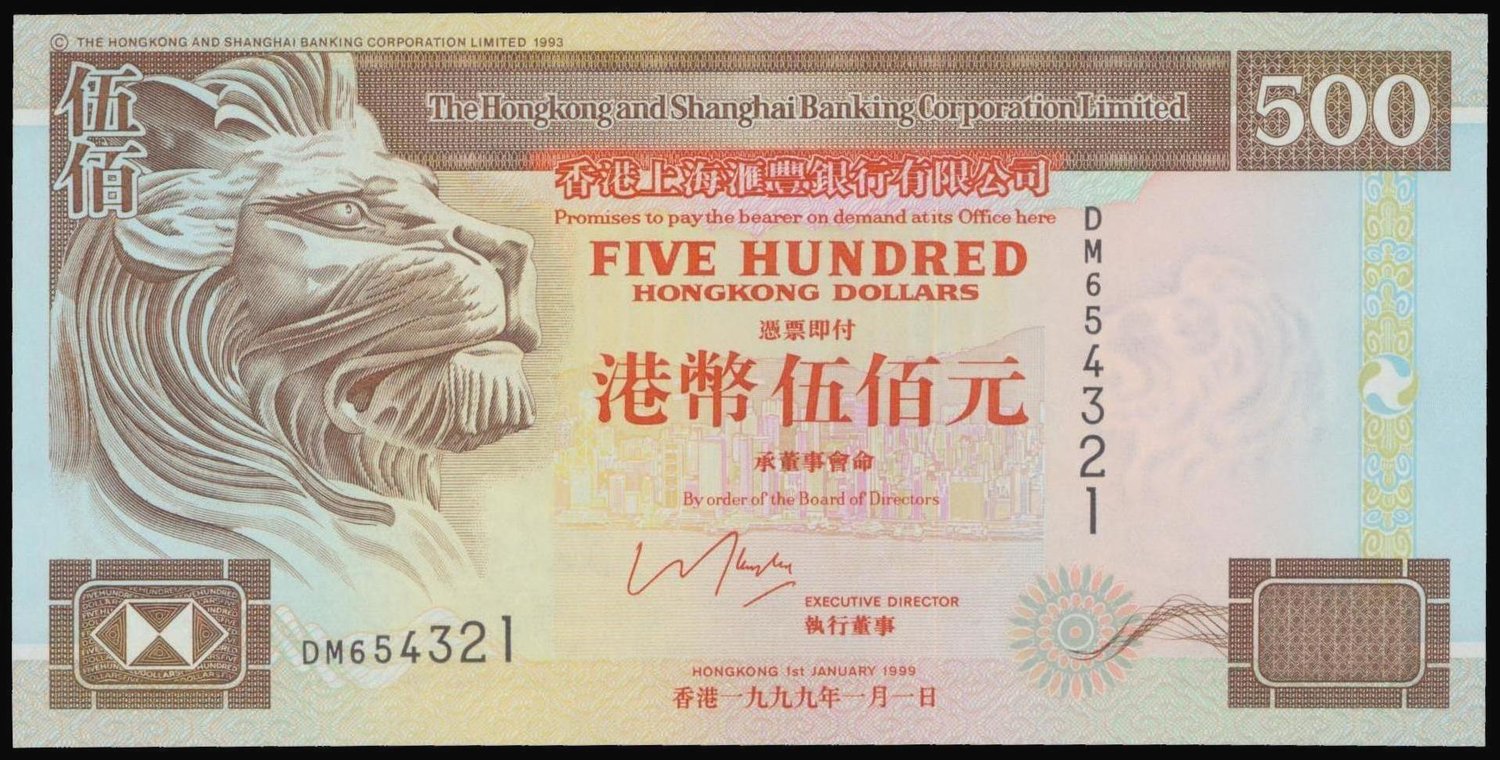 © THE HONGKONG AND SHANGHAI BANKING CORPORATION LIMITED 1993
伍佰
The Hongkong and Shanghai Banking Corporation Limited
500
香港上海滙豐銀行有限公司
Promises to pay the bearer on demand at its Office here
FIVE HUNDRED
HONGKONG DOLLARS
憑票即付
港幣伍佰元
DM654321
承董事會命
By order of the Board of Directors
EXECUTIVE DIRECTOR
執行董事
DM654321
HONGKONG 1st JANUARY 1999
香港一九九九年一月一日